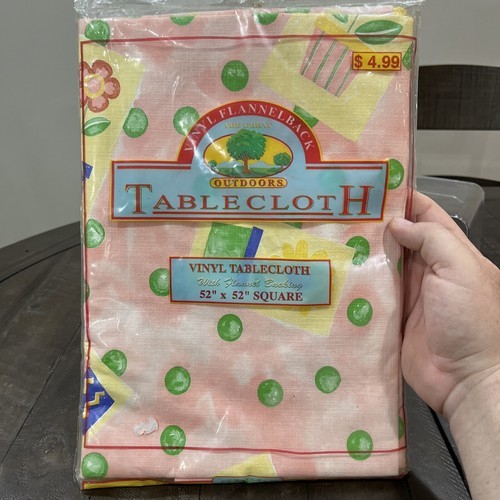 $ 4.99
VINYL FLANNELBACK
OUTDOORS
TABLECLOTH
VINYL TABLECLOTH
With Flannel Backing
52" x 52" SQUARE